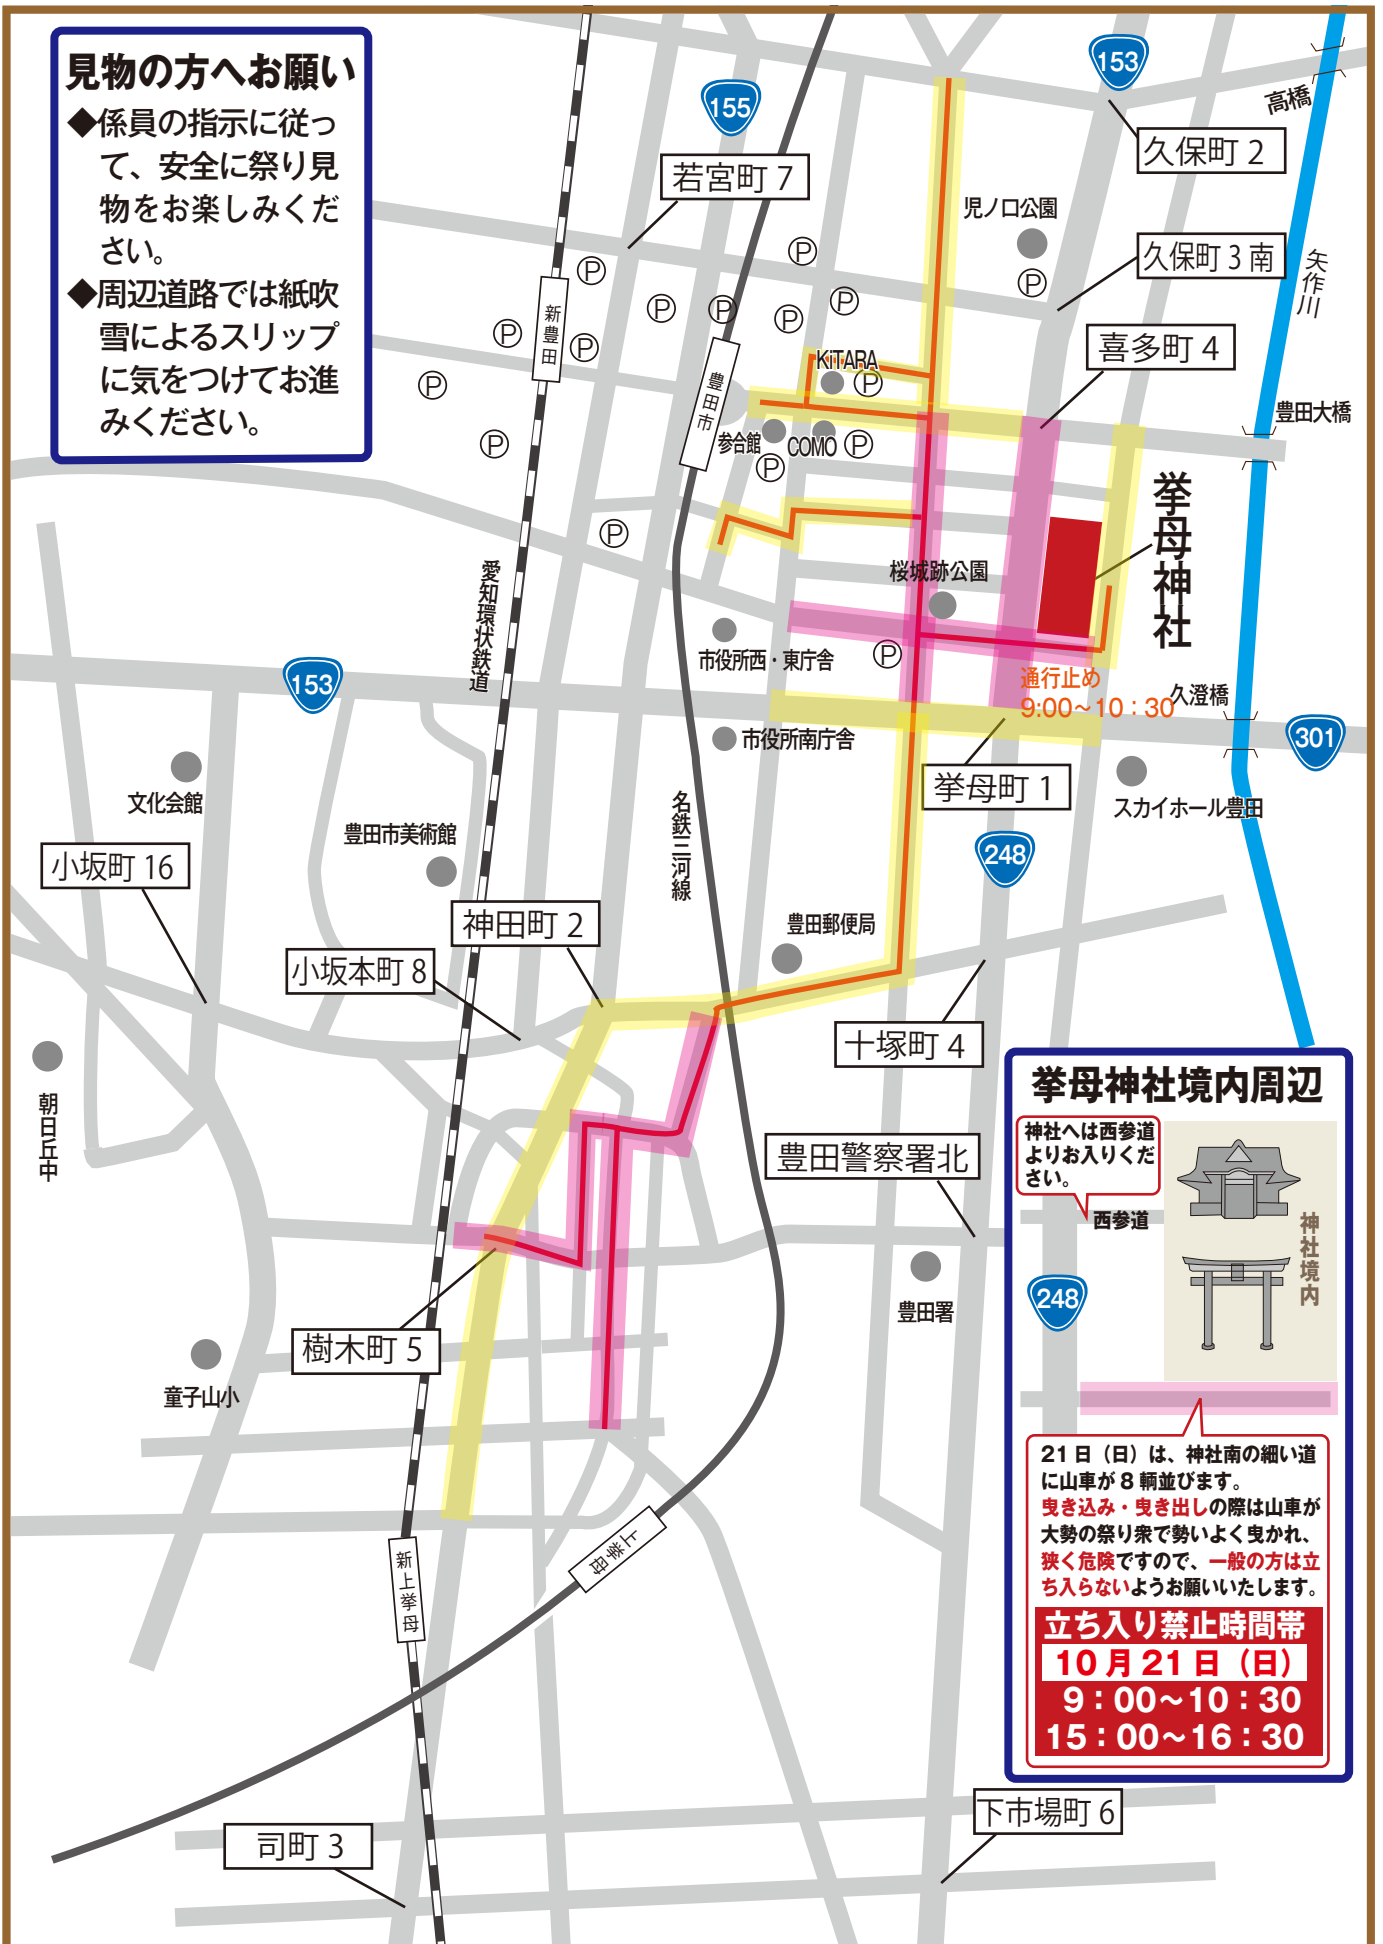 見物の方へお願い
◆係員の指示に従っ
て、安全に祭り見
物をお楽しみくだ
さい。
◆周辺道路では紙吹
雪によるスリップ
に気をつけてお進
みください。
153
155
高橋
久保町 2
若宮町 7
児ノ口公園
久保町 3 南
矢作川
Ⓟ
Ⓟ
Ⓟ
Ⓟ
Ⓟ
Ⓟ
Ⓟ
Ⓟ
Ⓟ
新豊田
喜多町 4
KiTARA
Ⓟ
Ⓟ
豊田市
豊田大橋
参合館
COMO
Ⓟ
Ⓟ
Ⓟ
Ⓟ
挙母神社
愛知環状鉄道
桜城跡公園
市役所西・東庁舎
Ⓟ
通行止め
9:00～10：30
久澄橋
153
301
市役所南庁舎
挙母町 1
スカイホール豊田
文化会館
名鉄三河線
豊田市美術館
248
小坂町 16
神田町 2
豊田郵便局
小坂本町 8
十塚町 4
朝日丘中
豊田警察署北
豊田署
樹木町 5
童子山小
上挙母
新上挙母
挙母神社境内周辺
神社へは西参道
よりお入りくだ
さい。
西参道
神社境内
248
21 日（日）は、神社南の細い道
に山車が 8 輌並びます。
曳き込み・曳き出しの際は山車が
大勢の祭り衆で勢いよく曳かれ、
狭く危険ですので、一般の方は立
ち入らないようお願いいたします。
立ち入り禁止時間帯
10 月 21 日（日）
9：00～10：30
15：00～16：30
下市場町 6
司町 3